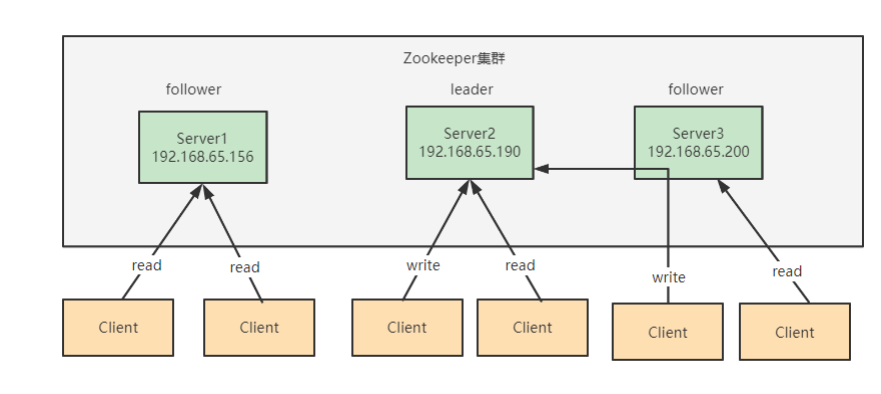 Zookeeper集群
follower
leader
follower
Server1
192.168.65.156
Server2
192.168.65.190
Server3
192.168.65.200
read
read
write
read
write
read
Client
Client
Client
Client
Client
Client